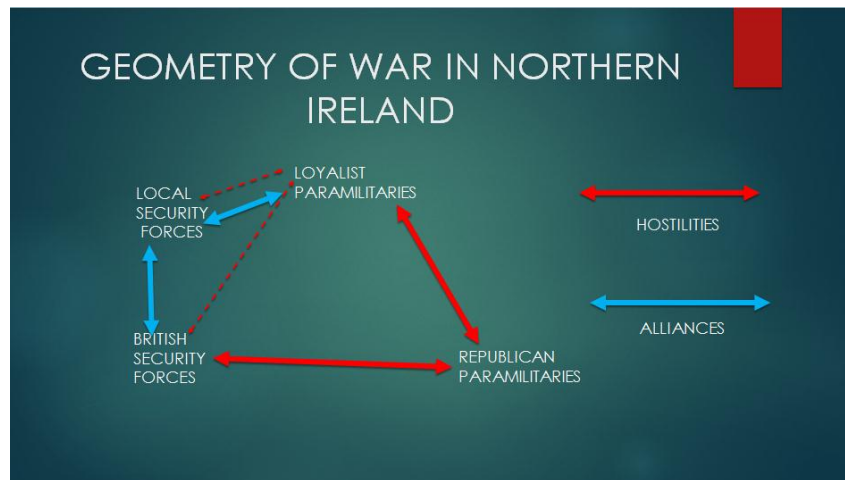 GEOMETRY OF WAR IN NORTHERN
IRELAND
LOYALIST
PARAMILITARIES
LOCAL
SECURITY
FORCES
HOSTILITIES
ALLIANCES
BRITISH
SECURITY
FORCES
REPUBLICAN
PARAMILITARIES